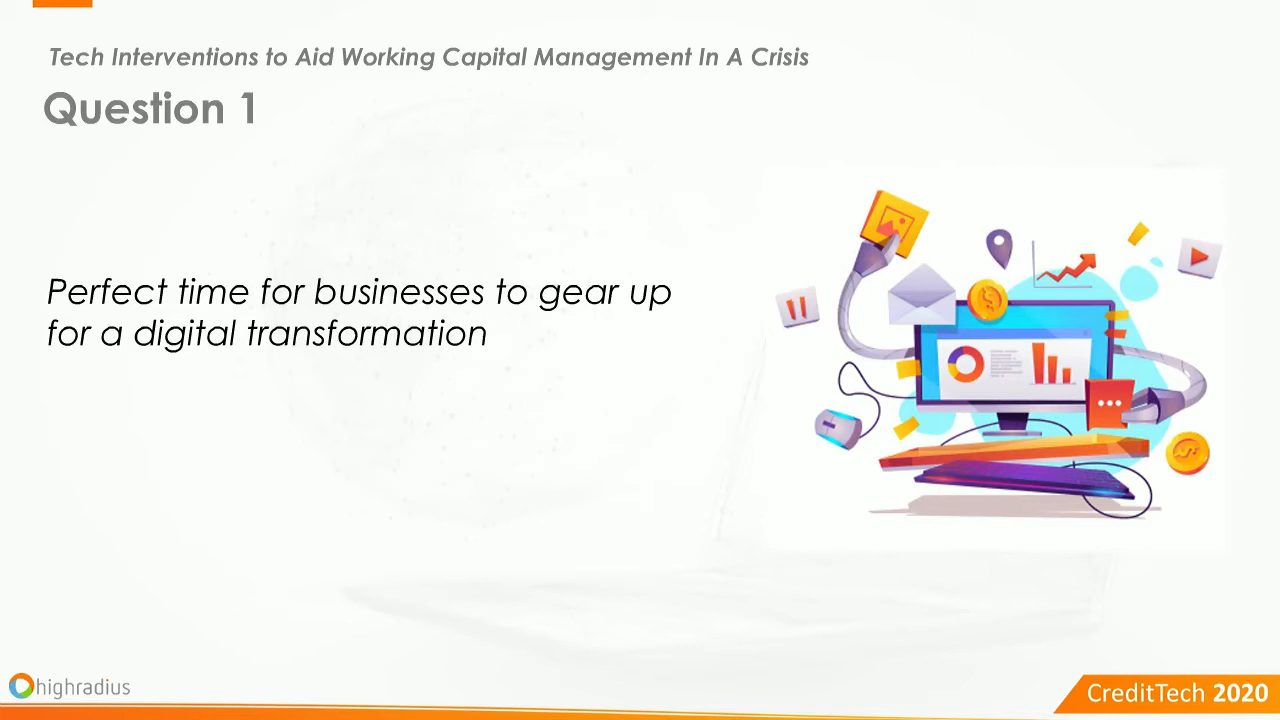 Tech Interventions to Aid Working Capital Management In A Crisis
Question 1
Perfect time for businesses to gear up
for a digital transformation
highradius
CreditTech 2020